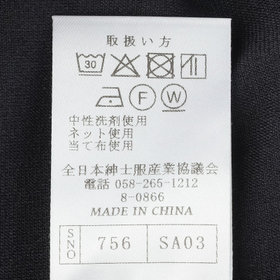 取扱い方
30
F W
中性洗剤使用
ネット使用
当て布使用
全日本紳士服産業協議会
電話 058-265-1212
8-0866
MADE IN CHINA
SNO 756 SA03